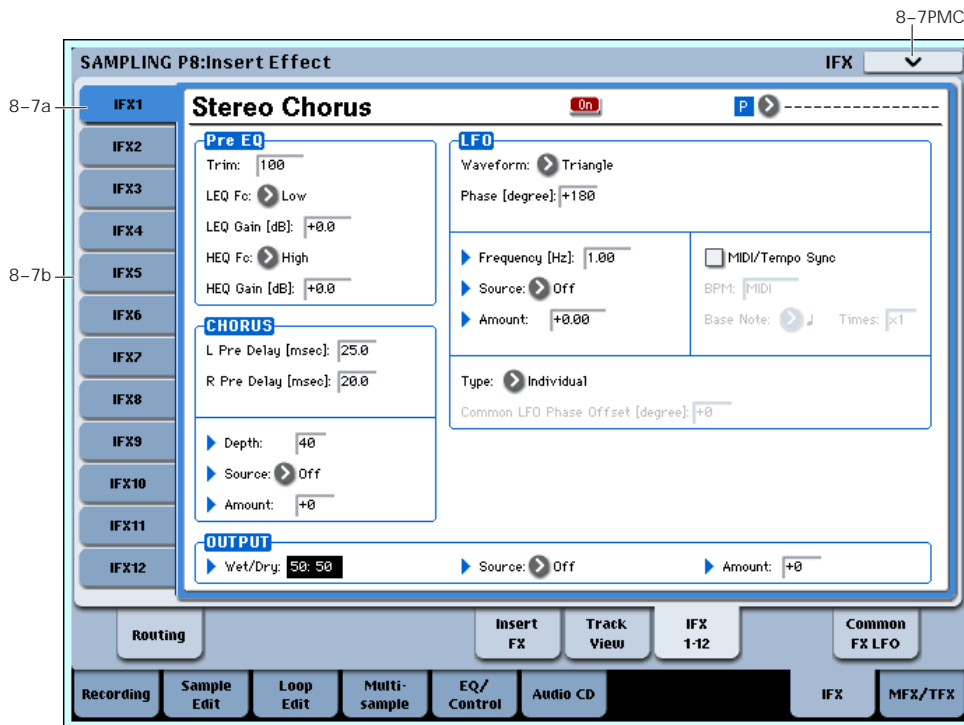 8-7PMC
SAMPLING P8:Insert Effect IFX
8-7a
IFX1
Stereo Chorus On P ---------------
IFX2
IFX3
IFX4
8-7b
IFX5
IFX6
IFX7
IFX8
IFX9
IFX10
IFX11
IFX12
Pre EQ
Trim: 100
LEQ Fc: Low
LEQ Gain [dB]: +0.0
HEQ Fc: High
HEQ Gain [dB]: +0.0
CHORUS
L Pre Delay [msec]: 25.0
R Pre Delay [msec]: 20.0
Depth: 40
Source: Off
Amount: +0
LFO
Waveform: Triangle
Phase [degree]: +180
Frequency [Hz]: 1.00
Source: Off
Amount: +0.00
MIDI/Tempo Sync
BPM: MIDI
Base Note: ♩ Times: x1
Type: Individual
Common LFO Phase Offset [degree]: +0
OUTPUT
Wet/Dry: 50: 50 Source: Off Amount: +0
Routing
Insert
FX
Track
View
IFX
1-12
Common
FX LFO
Recording
Sample
Edit
Loop
Edit
Multi-
sample
EQ/
Control
Audio CD
IFX
MFX/TFX